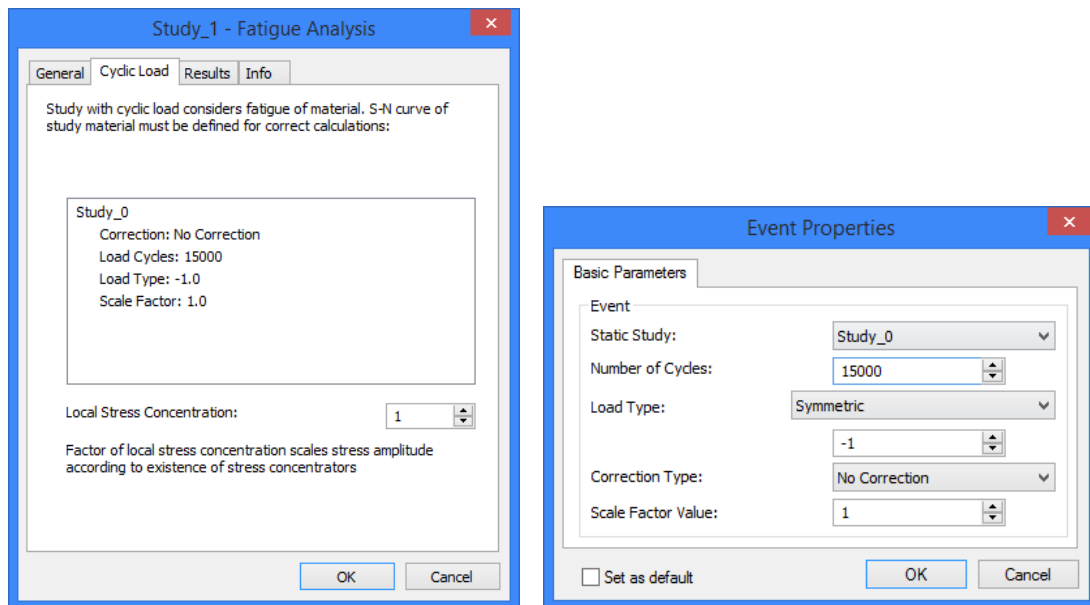 Study_1 - Fatigue Analysis
General Cyclic Load Results Info
Study with cyclic load considers fatigue of material. S-N curve of
study material must be defined for correct calculations:
Study_0
Correction: No Correction
Load Cycles: 15000
Load Type: -1.0
Scale Factor: 1.0
Local Stress Concentration: 1
Factor of local stress concentration scales stress amplitude
according to existence of stress concentrators
OK Cancel
Event Properties
Basic Parameters
Event
Static Study: Study_0
Number of Cycles: 15000
Load Type: Symmetric
-1
Correction Type: No Correction
Scale Factor Value: 1
Set as default OK Cancel